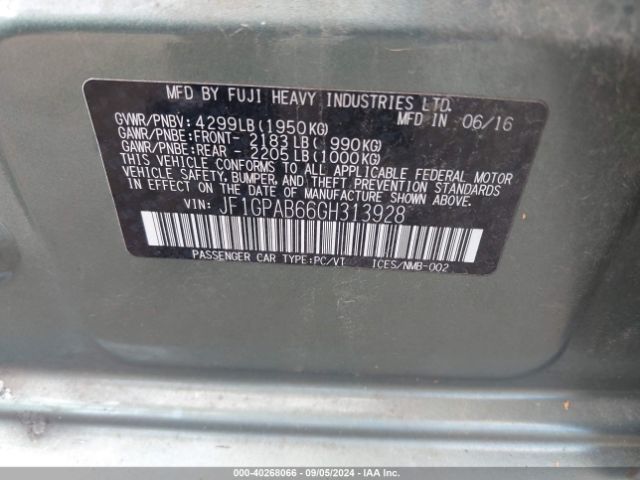 MFD BY FUJI HEAVY INDUSTRIES LTD.
GVWR/PNBV: 4299LB(1950KG) MFD IN 06/16
GAWR/PNBE:FRONT- 2183LB( 990KG)
GAWR/PNBE:REAR - 2205LB(1000KG)
THIS VEHICLE CONFORMS TO ALL APPLICABLE FEDERAL MOTOR
VEHICLE SAFETY, BUMPER, AND THEFT PREVENTION STANDARDS
IN EFFECT ON THE DATE OF MANUFACTURE SHOWN ABOVE.
VIN: JF1GPAB66GH313928
PASSENGER CAR TYPE:PC/VT ICES/NMB-002
000-40268066 - 09/05/2024 - IAA Inc.